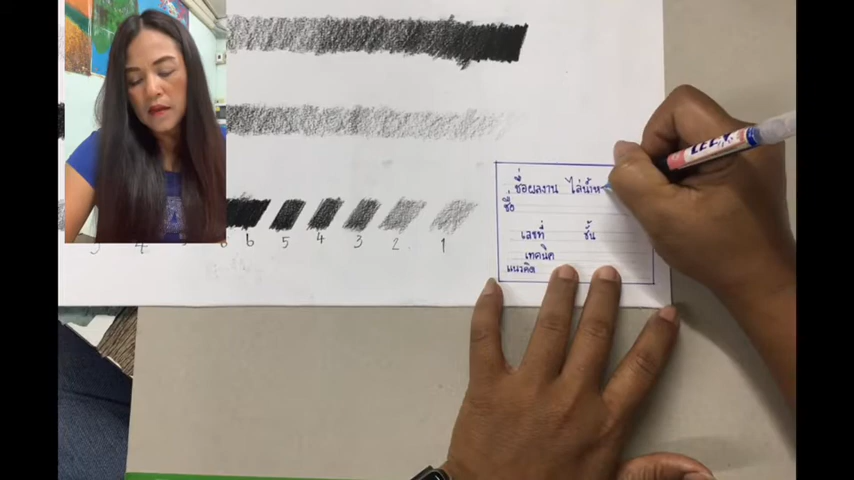 6 5 4 3 2 1
ชื่อผลงาน ไล่น้ำห
ชื่อ
เลขที่ ชั้น
เทคนิค
แนวคิด